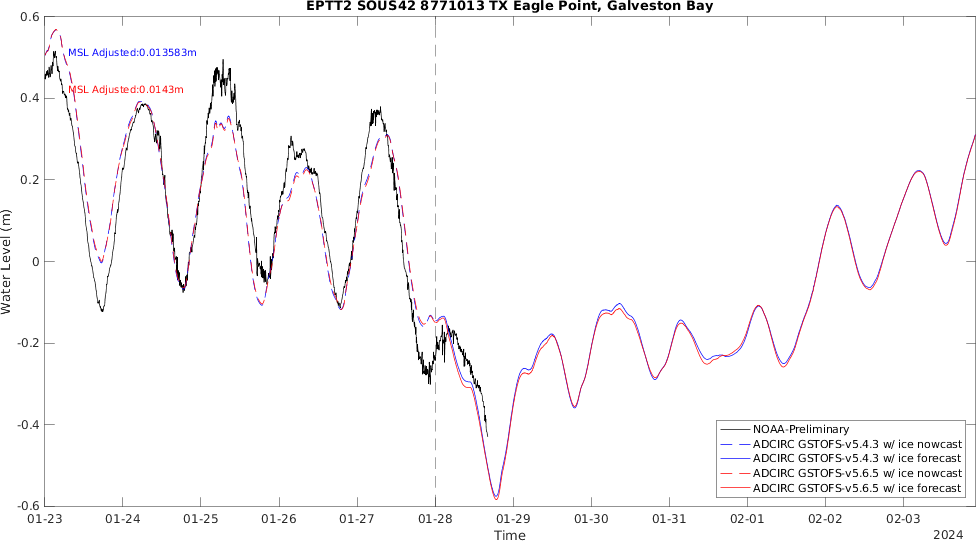 EPTT2 SOUS42 8771013 TX Eagle Point, Galveston Bay
0.6
MSL Adjusted:0.013583m
MSL Adjusted:0.0143m
0.4
0.2
0
-0.2
-0.4
-0.6
Water Level (m)
NOAA-Preliminary
ADCIRC GSTOFS-v5.4.3 w/ ice nowcast
ADCIRC GSTOFS-v5.4.3 w/ ice forecast
ADCIRC GSTOFS-v5.6.5 w/ ice nowcast
ADCIRC GSTOFS-v5.6.5 w/ ice forecast
01-23 01-24 01-25 01-26 01-27 01-28 01-29 01-30 01-31 02-01 02-02 02-03
Time
2024